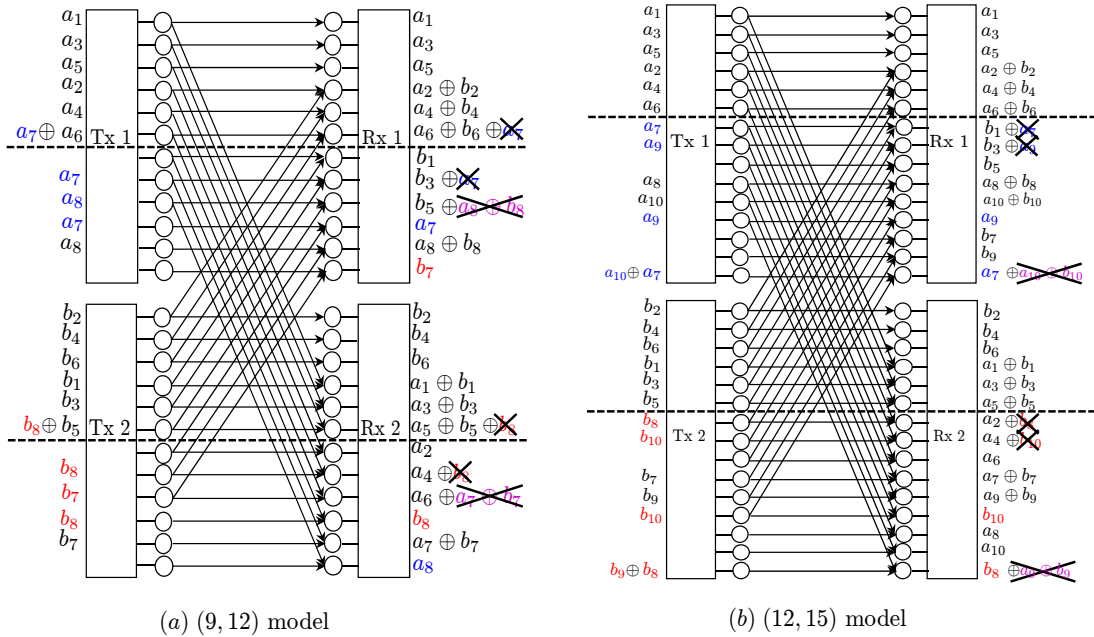 a₁
a₃
a₅
a₂
a₄
a₇ ⊕ a₆
a₇
a₈
a₇
a₈
Tx 1
Rx 1
a₁
a₃
a₅
a₂ ⊕ b₂
a₄ ⊕ b₄
a₆ ⊕ b₆ ⊕ a₇
b₁
b₃ ⊕ a₇
b₅ ⊕ a₈ ⊕ b₈
a₇
a₈ ⊕ b₈
b₇
b₂
b₄
b₆
b₁
b₃
b₈ ⊕ b₅
b₈
b₇
b₈
b₇
Tx 2
Rx 2
b₂
b₄
b₆
a₁ ⊕ b₁
a₃ ⊕ b₃
a₅ ⊕ b₅ ⊕ b₈
a₂
a₄ ⊕ b₈
a₆ ⊕ a₇ ⊕ b₇
b₈
a₇ ⊕ b₇
a₈
(a) (9, 12) model
a₁
a₃
a₅
a₂
a₄
a₆
a₇
a₉
a₈
a₁₀
a₉
a₁₀ ⊕ a₇
Tx 1
Rx 1
a₁
a₃
a₅
a₂ ⊕ b₂
a₄ ⊕ b₄
a₆ ⊕ b₆
b₁ ⊕ a₇
b₃ ⊕ a₉
b₅
a₈ ⊕ b₈
a₁₀ ⊕ b₁₀
a₉
b₇
b₉
a₇ ⊕ a₁₀ ⊕ b₁₀
b₂
b₄
b₆
b₁
b₃
b₅
b₈
b₁₀
b₇
b₉
b₁₀
b₉ ⊕ b₈
Tx 2
Rx 2
b₂
b₄
b₆
a₁ ⊕ b₁
a₃ ⊕ b₃
a₅ ⊕ b₅
a₂ ⊕ b₈
a₄ ⊕ b₁₀
a₆
a₇ ⊕ b₇
a₉ ⊕ b₉
b₁₀
a₈
a₁₀
b₈ ⊕ a₉ ⊕ b₉
(b) (12, 15) model